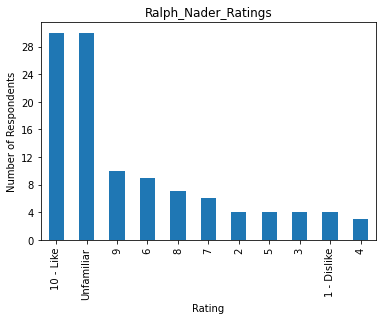 Ralph_Nader_Ratings
Number of Respondents
28
24
20
16
12
8
4
0
10 - Like
Unfamiliar
9
6
8
7
2
5
3
1 - Dislike
4
Rating